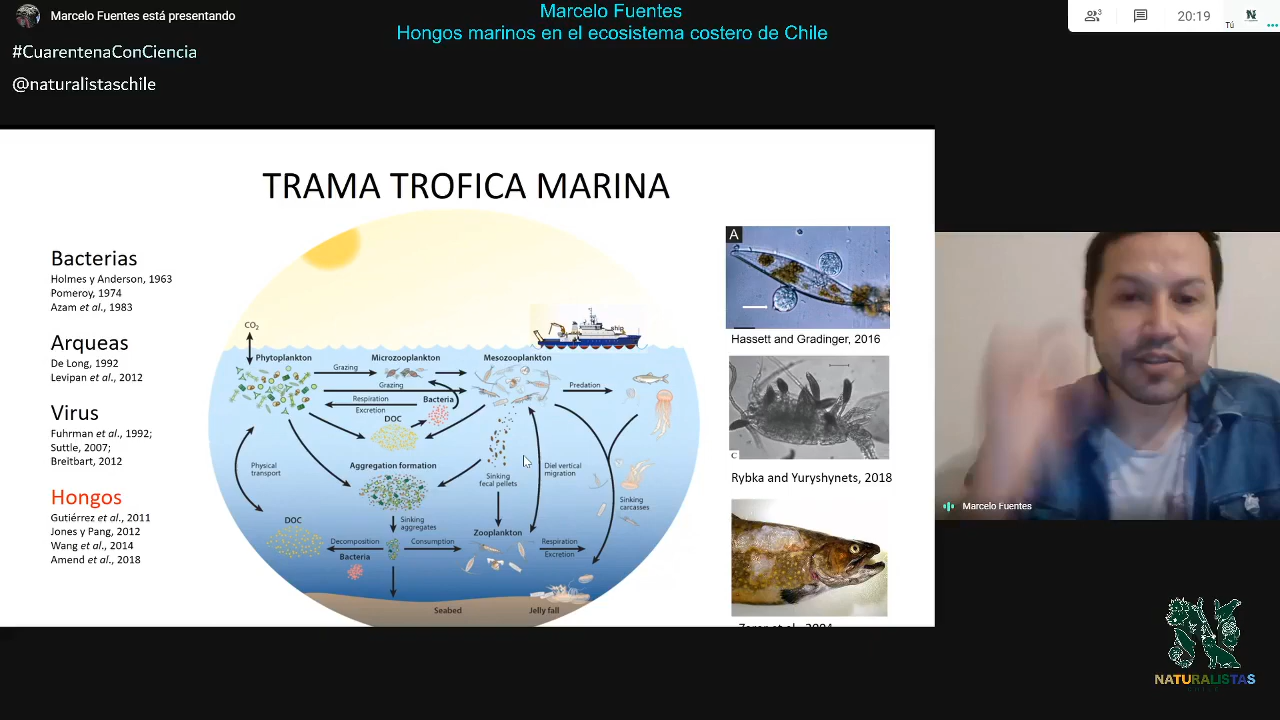 Marcelo Fuentes está presentando
Marcelo Fuentes
Hongos marinos en el ecosistema costero de Chile
3
20:19
Tú
#CuarentenaConCiencia
@naturalistaschile
TRAMA TROFICA MARINA
Bacterias
Holmes y Anderson, 1963
Pomeroy, 1974
Azam et al., 1983
Arqueas
De Long, 1992
Levipan et al., 2012
Virus
Fuhrman et al., 1992;
Suttle, 2007;
Breitbart, 2012
Hongos
Gutiérrez et al., 2011
Jones y Pang, 2012
Wang et al., 2014
Amend et al., 2018
CO2
Ship
Phytoplankton
Microzooplankton
Mesozooplankton
Grazing
Grazing
Predation
Respiration
Excretion
Bacteria
DOC
Physical
transport
Aggregation formation
Sinking
fecal pellets
Diel vertical
migration
Sinking
carcasses
DOC
Sinking
aggregates
Zooplankton
Decomposition
Consumption
Respiration
Excretion
Bacteria
Seabed
Jelly fall
A
Hassett and Gradinger, 2016
C
Rybka and Yuryshynets, 2018
Marcelo Fuentes
NATURALISTAS
CHILE